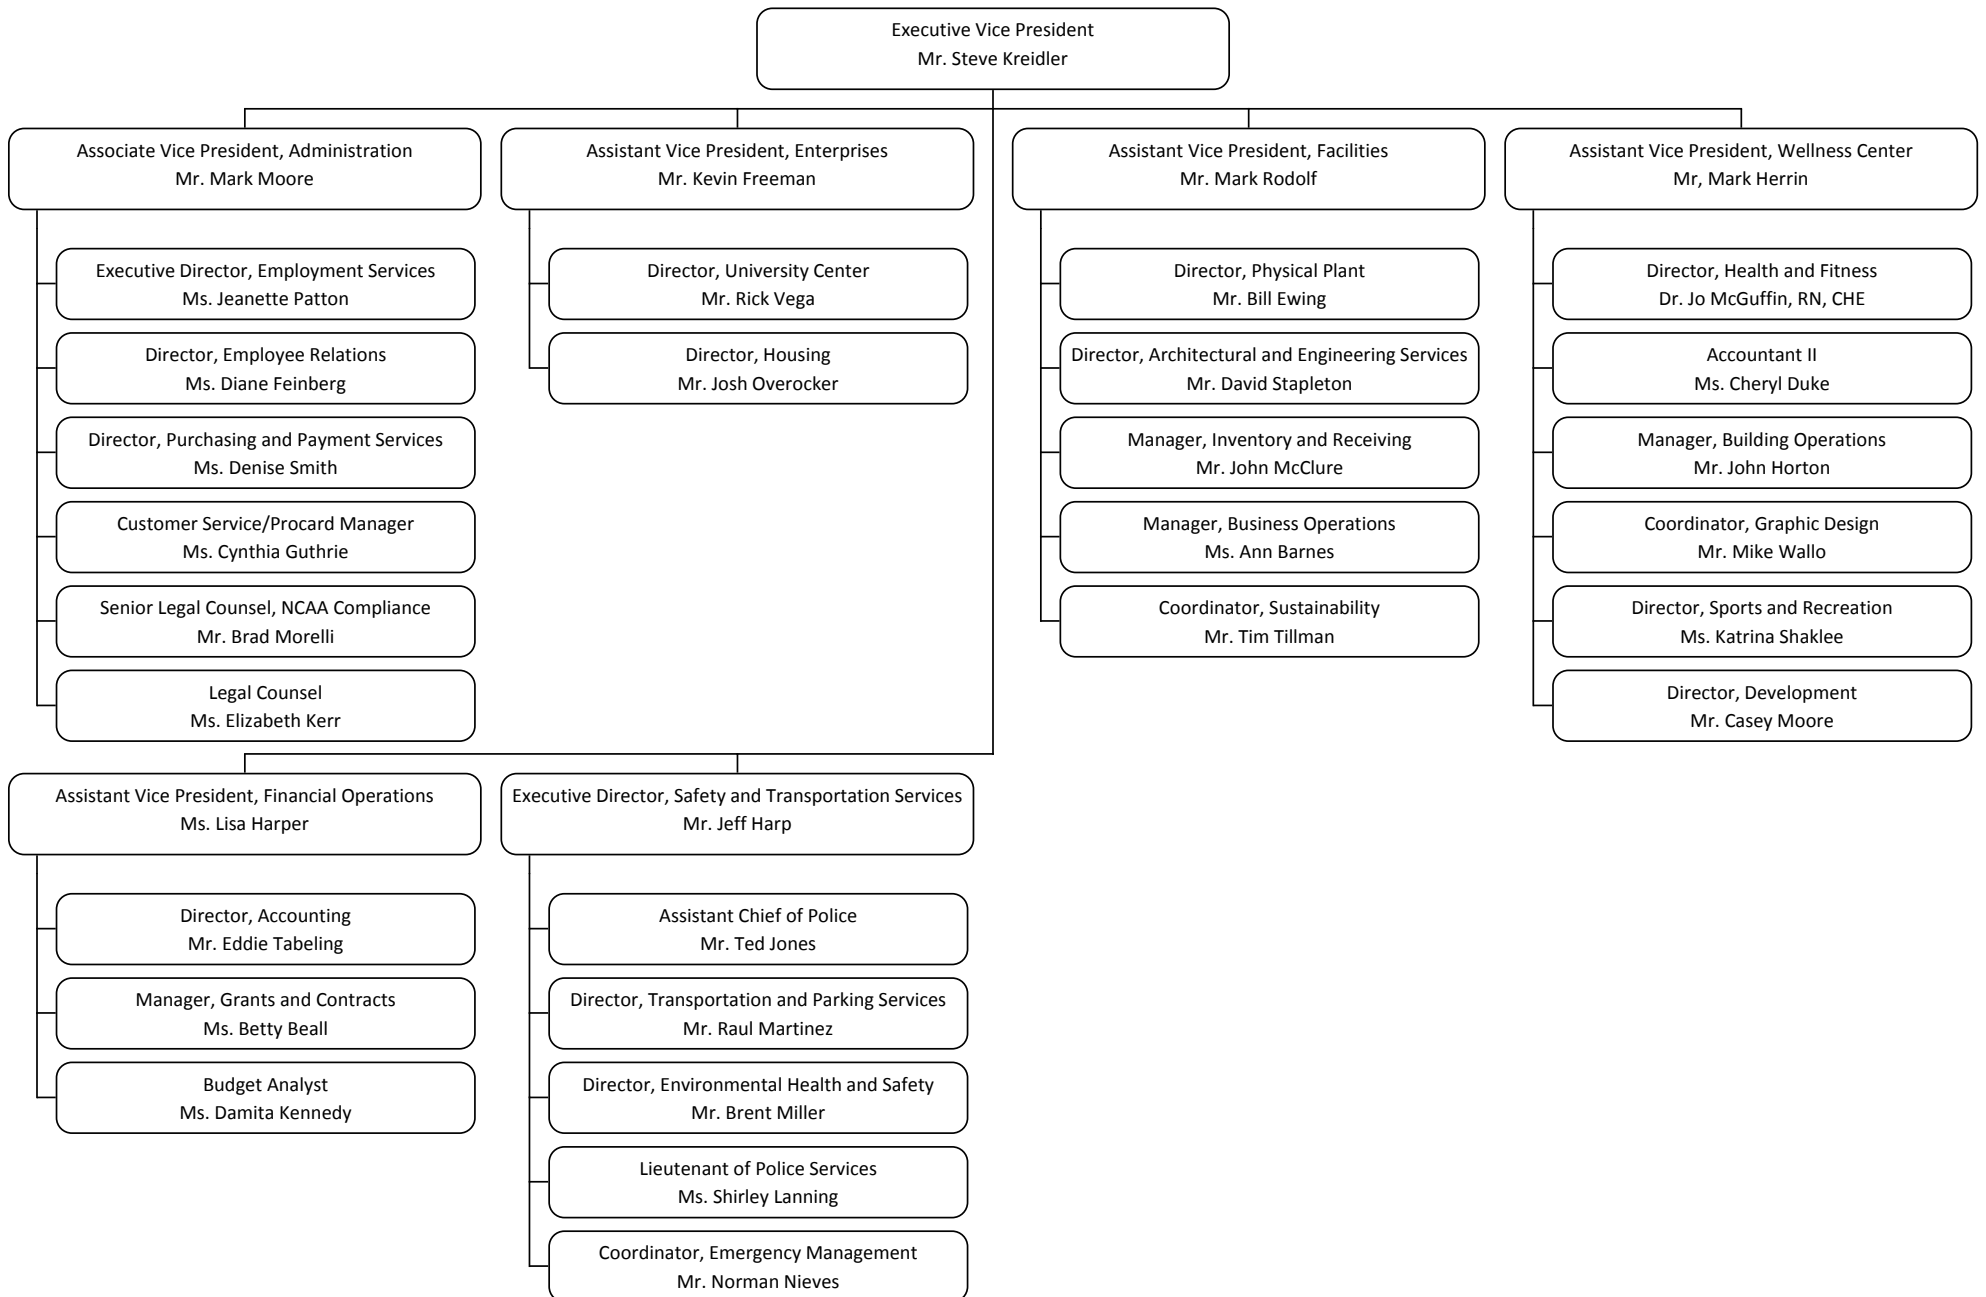 Executive Vice President
Mr. Steve Kreidler
Associate Vice President, Administration
Mr. Mark Moore
Executive Director, Employment Services
Ms. Jeanette Patton
Director, Employee Relations
Ms. Diane Feinberg
Director, Purchasing and Payment Services
Ms. Denise Smith
Customer Service/Procard Manager
Ms. Cynthia Guthrie
Senior Legal Counsel, NCAA Compliance
Mr. Brad Morelli
Legal Counsel
Ms. Elizabeth Kerr
Assistant Vice President, Enterprises
Mr. Kevin Freeman
Director, University Center
Mr. Rick Vega
Director, Housing
Mr. Josh Overocker
Assistant Vice President, Facilities
Mr. Mark Rodolf
Director, Physical Plant
Mr. Bill Ewing
Director, Architectural and Engineering Services
Mr. David Stapleton
Manager, Inventory and Receiving
Mr. John McClure
Manager, Business Operations
Ms. Ann Barnes
Coordinator, Sustainability
Mr. Tim Tillman
Assistant Vice President, Wellness Center
Mr, Mark Herrin
Director, Health and Fitness
Dr. Jo McGuffin, RN, CHE
Accountant II
Ms. Cheryl Duke
Manager, Building Operations
Mr. John Horton
Coordinator, Graphic Design
Mr. Mike Wallo
Director, Sports and Recreation
Ms. Katrina Shaklee
Director, Development
Mr. Casey Moore
Assistant Vice President, Financial Operations
Ms. Lisa Harper
Director, Accounting
Mr. Eddie Tabeling
Manager, Grants and Contracts
Ms. Betty Beall
Budget Analyst
Ms. Damita Kennedy
Executive Director, Safety and Transportation Services
Mr. Jeff Harp
Assistant Chief of Police
Mr. Ted Jones
Director, Transportation and Parking Services
Mr. Raul Martinez
Director, Environmental Health and Safety
Mr. Brent Miller
Lieutenant of Police Services
Ms. Shirley Lanning
Coordinator, Emergency Management
Mr. Norman Nieves